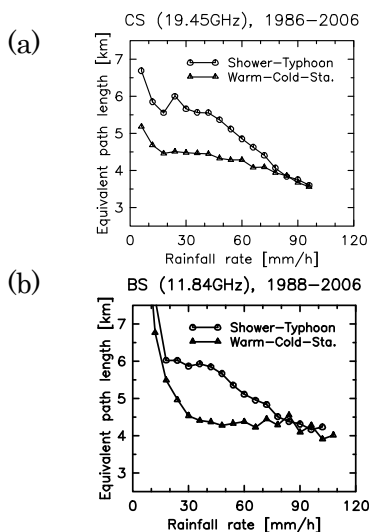 (a)
CS (19.45GHz), 1986−2006
Equivalent path length [km]
7
6
5
4
3
Shower−Typhoon
Warm−Cold−Sta.
0 30 60 90 120
Rainfall rate [mm/h]
(b)
BS (11.84GHz), 1988−2006
Equivalent path length [km]
7
6
5
4
3
Shower−Typhoon
Warm−Cold−Sta.
0 30 60 90 120
Rainfall rate [mm/h]